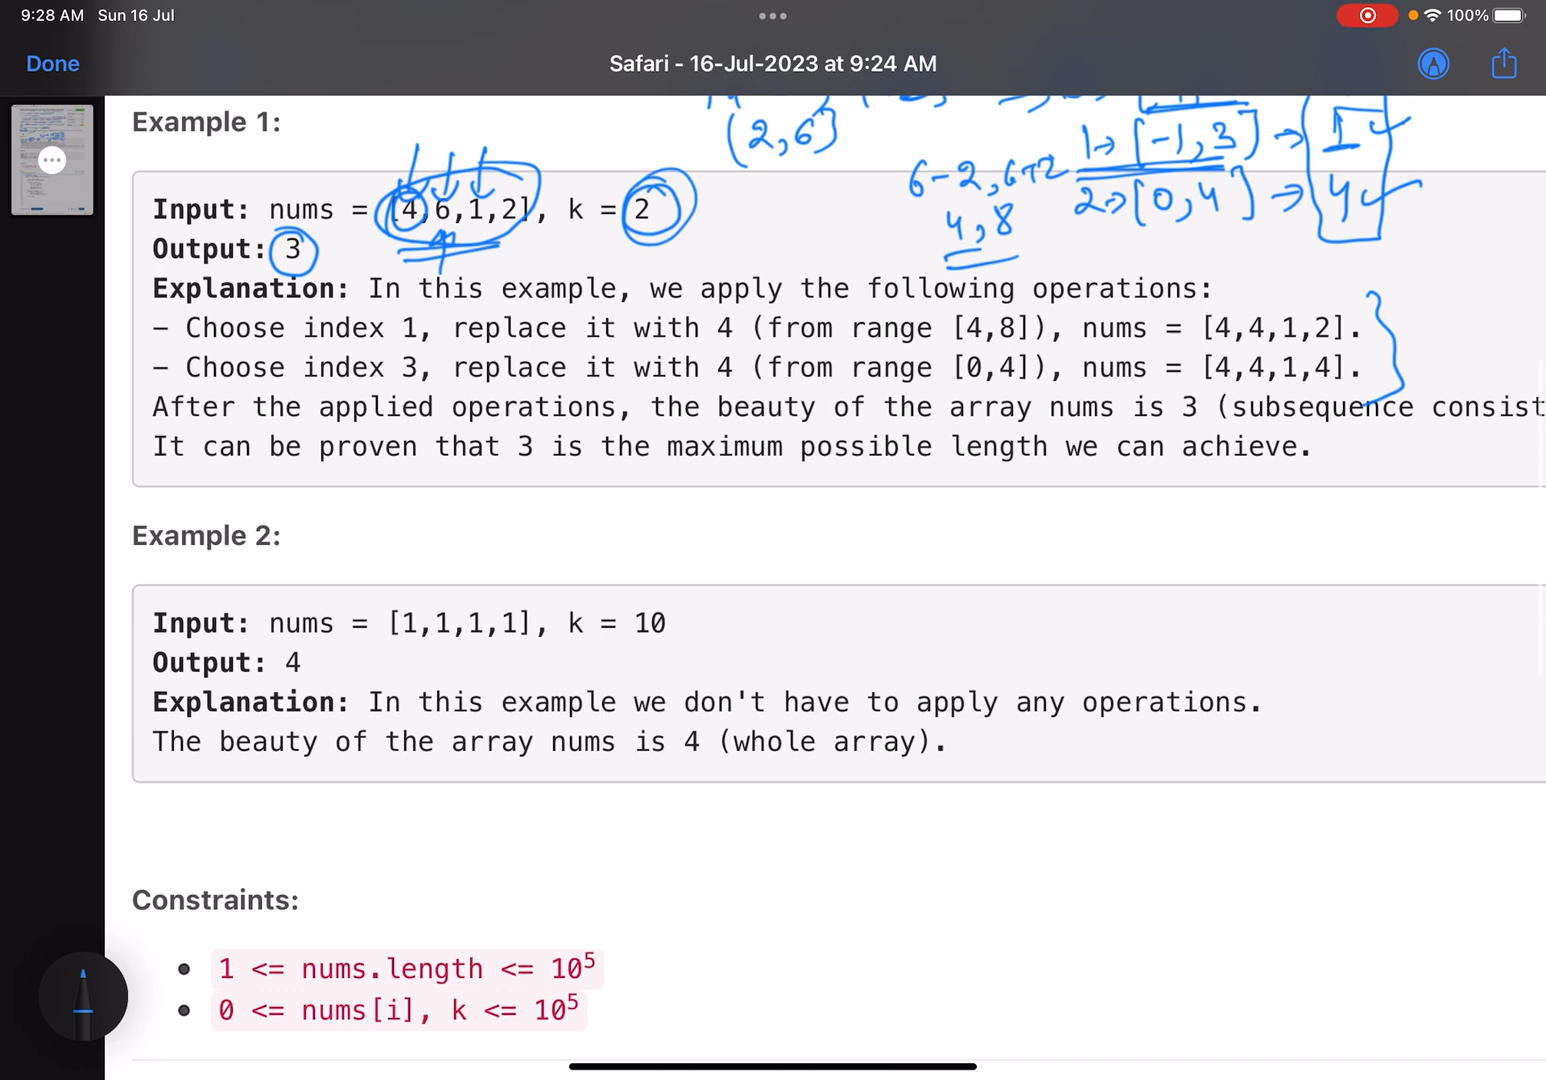 9:28 AM Sun 16 Jul
100%
Done
Safari - 16-Jul-2023 at 9:24 AM
Example 1:
(2,6)
1→[-1,3]→1
6-2,6+2
2→[0,4]→4
4,8
Input: nums = [4,6,1,2], k = 2
Output: 3
Explanation: In this example, we apply the following operations:
– Choose index 1, replace it with 4 (from range [4,8]), nums = [4,4,1,2].
– Choose index 3, replace it with 4 (from range [0,4]), nums = [4,4,1,4].
After the applied operations, the beauty of the array nums is 3 (subsequence consist
It can be proven that 3 is the maximum possible length we can achieve.
Example 2:
Input: nums = [1,1,1,1], k = 10
Output: 4
Explanation: In this example we don't have to apply any operations.
The beauty of the array nums is 4 (whole array).
Constraints:
• 1 <= nums.length <= 10⁵
• 0 <= nums[i], k <= 10⁵